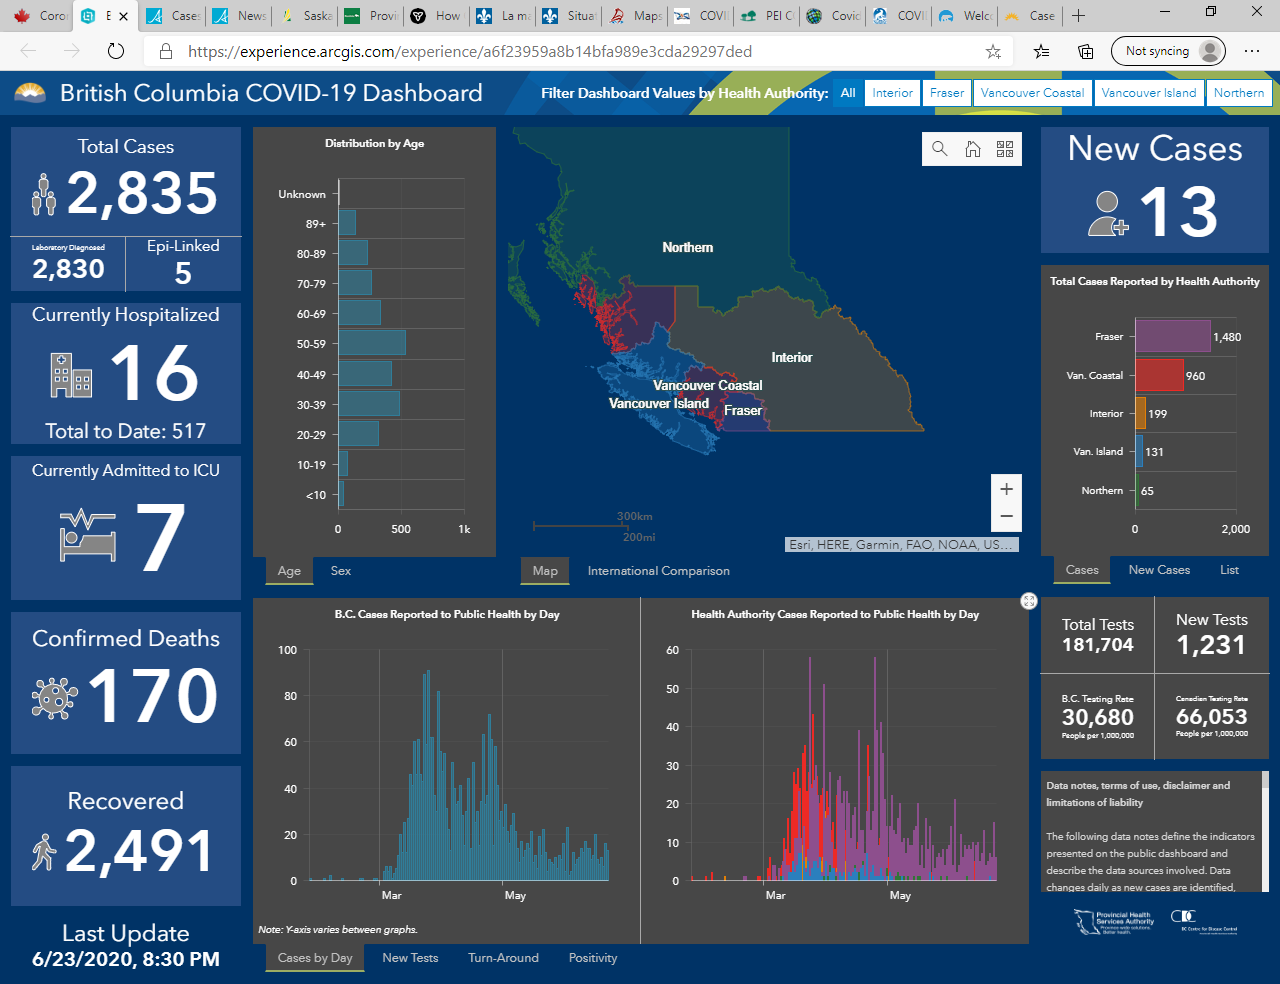 Coror
E
Case:
News
Saska
Provi
How
La m
Situat
Maps
COVI
PEI C
Covid
COVI
Welc
Case
https://experience.arcgis.com/experience/a6f23959a8b14bfa989e3cda29297ded
Not syncing
British Columbia COVID-19 Dashboard
Filter Dashboard Values by Health Authority:
All
Interior
Fraser
Vancouver Coastal
Vancouver Island
Northern
Total Cases
2,835
Laboratory Diagnosed
2,830
Epi-Linked
5
Currently Hospitalized
16
Total to Date: 517
Currently Admitted to ICU
7
Confirmed Deaths
170
Recovered
2,491
Last Update
6/23/2020, 8:30 PM
Distribution by Age
Unknown
89+
80-89
70-79
60-69
50-59
40-49
30-39
20-29
10-19
<10
0 500 1k
Age
Sex
Northern
Interior
Vancouver Coastal
Vancouver Island
Fraser
300km
200mi
+
−
Esri, HERE, Garmin, FAO, NOAA, US...
Map
International Comparison
New Cases
13
Total Cases Reported by Health Authority
Fraser 1,480
Van. Coastal 960
Interior 199
Van. Island 131
Northern 65
0 2,000
Cases
New Cases
List
B.C. Cases Reported to Public Health by Day
100
80
60
40
20
0
Mar May
Note: Y-axis varies between graphs.
Health Authority Cases Reported to Public Health by Day
60
50
40
30
20
10
0
Mar May
Cases by Day
New Tests
Turn-Around
Positivity
Total Tests
181,704
New Tests
1,231
B.C. Testing Rate
30,680
People per 1,000,000
Canadian Testing Rate
66,053
People per 1,000,000
Data notes, terms of use, disclaimer and
limitations of liability
The following data notes define the indicators
presented on the public dashboard and
describe the data sources involved. Data
changes daily as new cases are identified,
Provincial Health
Services Authority
Province-wide solutions.
Better health.
BC Centre for Disease Control